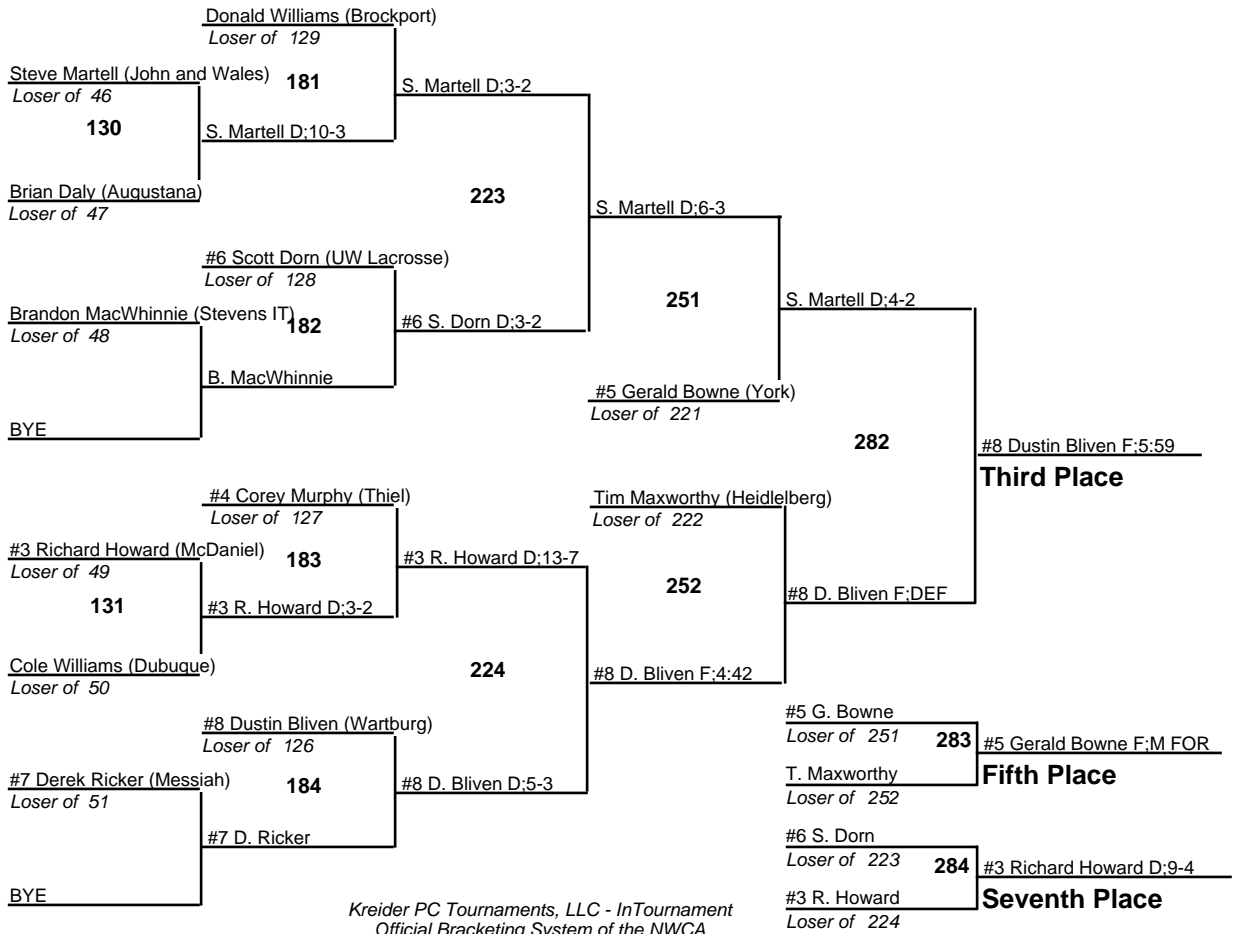 Donald Williams (Brockport)
Loser of 129
Steve Martell (John and Wales)
181
S. Martell D;3-2
Loser of 46
130
S. Martell D;10-3
Brian Daly (Augustana)
223
Loser of 47
S. Martell D;6-3
#6 Scott Dorn (UW Lacrosse)
Loser of 128
251
S. Martell D;4-2
Brandon MacWhinnie (Stevens IT)
182
#6 S. Dorn D;3-2
Loser of 48
B. MacWhinnie
#5 Gerald Bowne (York)
Loser of 221
BYE
282
#8 Dustin Bliven F;5:59
Third Place
#4 Corey Murphy (Thiel)
Tim Maxworthy (Heidlelberg)
Loser of 127
Loser of 222
#3 Richard Howard (McDaniel)
183
#3 R. Howard D;13-7
Loser of 49
252
131
#3 R. Howard D;3-2
#8 D. Bliven F;DEF
Cole Williams (Dubuque)
224
#8 D. Bliven F;4:42
Loser of 50
#8 Dustin Bliven (Wartburg)
#5 G. Bowne
Loser of 126
Loser of 251
283
#5 Gerald Bowne F;M FOR
#7 Derek Ricker (Messiah)
184
#8 D. Bliven D;5-3
T. Maxworthy
Fifth Place
Loser of 51
Loser of 252
#7 D. Ricker
#6 S. Dorn
Loser of 223
284
#3 Richard Howard D;9-4
BYE
#3 R. Howard
Seventh Place
Kreider PC Tournaments, LLC - InTournament
Loser of 224
Official Bracketing System of the NWCA